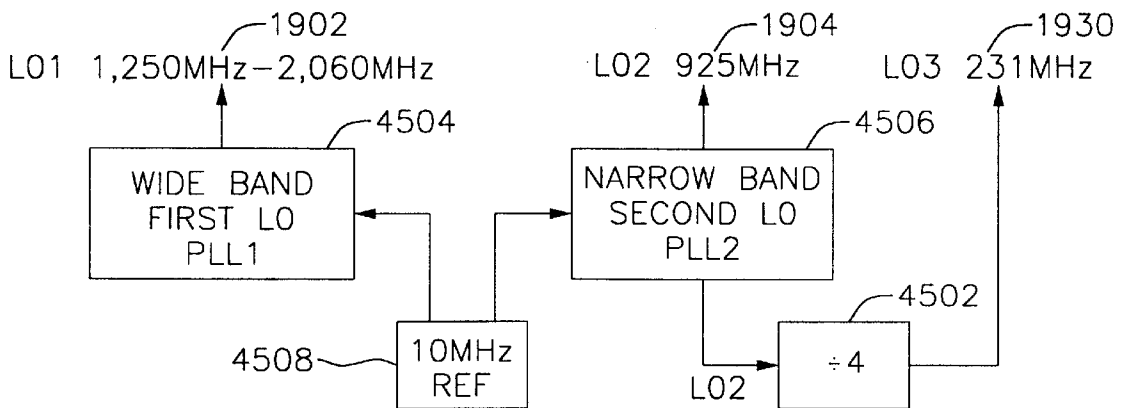 1902
1904
1930
LO1 1,250MHz-2,060MHz
LO2 925MHz
LO3 231MHz
4504
4506
WIDE BAND
FIRST LO
PLL1
NARROW BAND
SECOND LO
PLL2
4502
4508
10MHz
REF
LO2
÷4